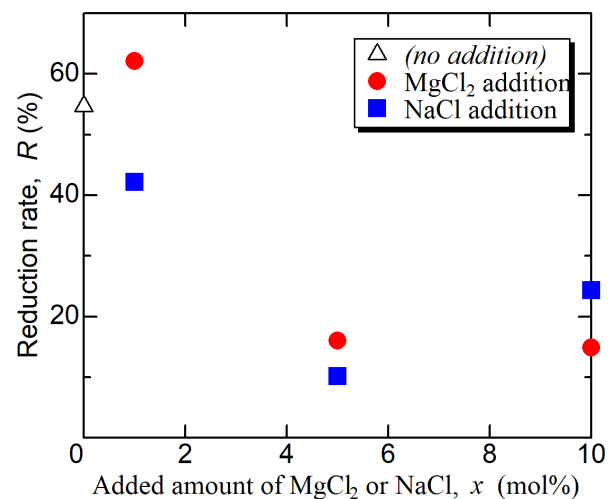 (no addition)
MgCl₂ addition
NaCl addition
Reduction rate, R (%)
60
40
20
0
0 2 4 6 8 10
Added amount of MgCl₂ or NaCl, x (mol%)